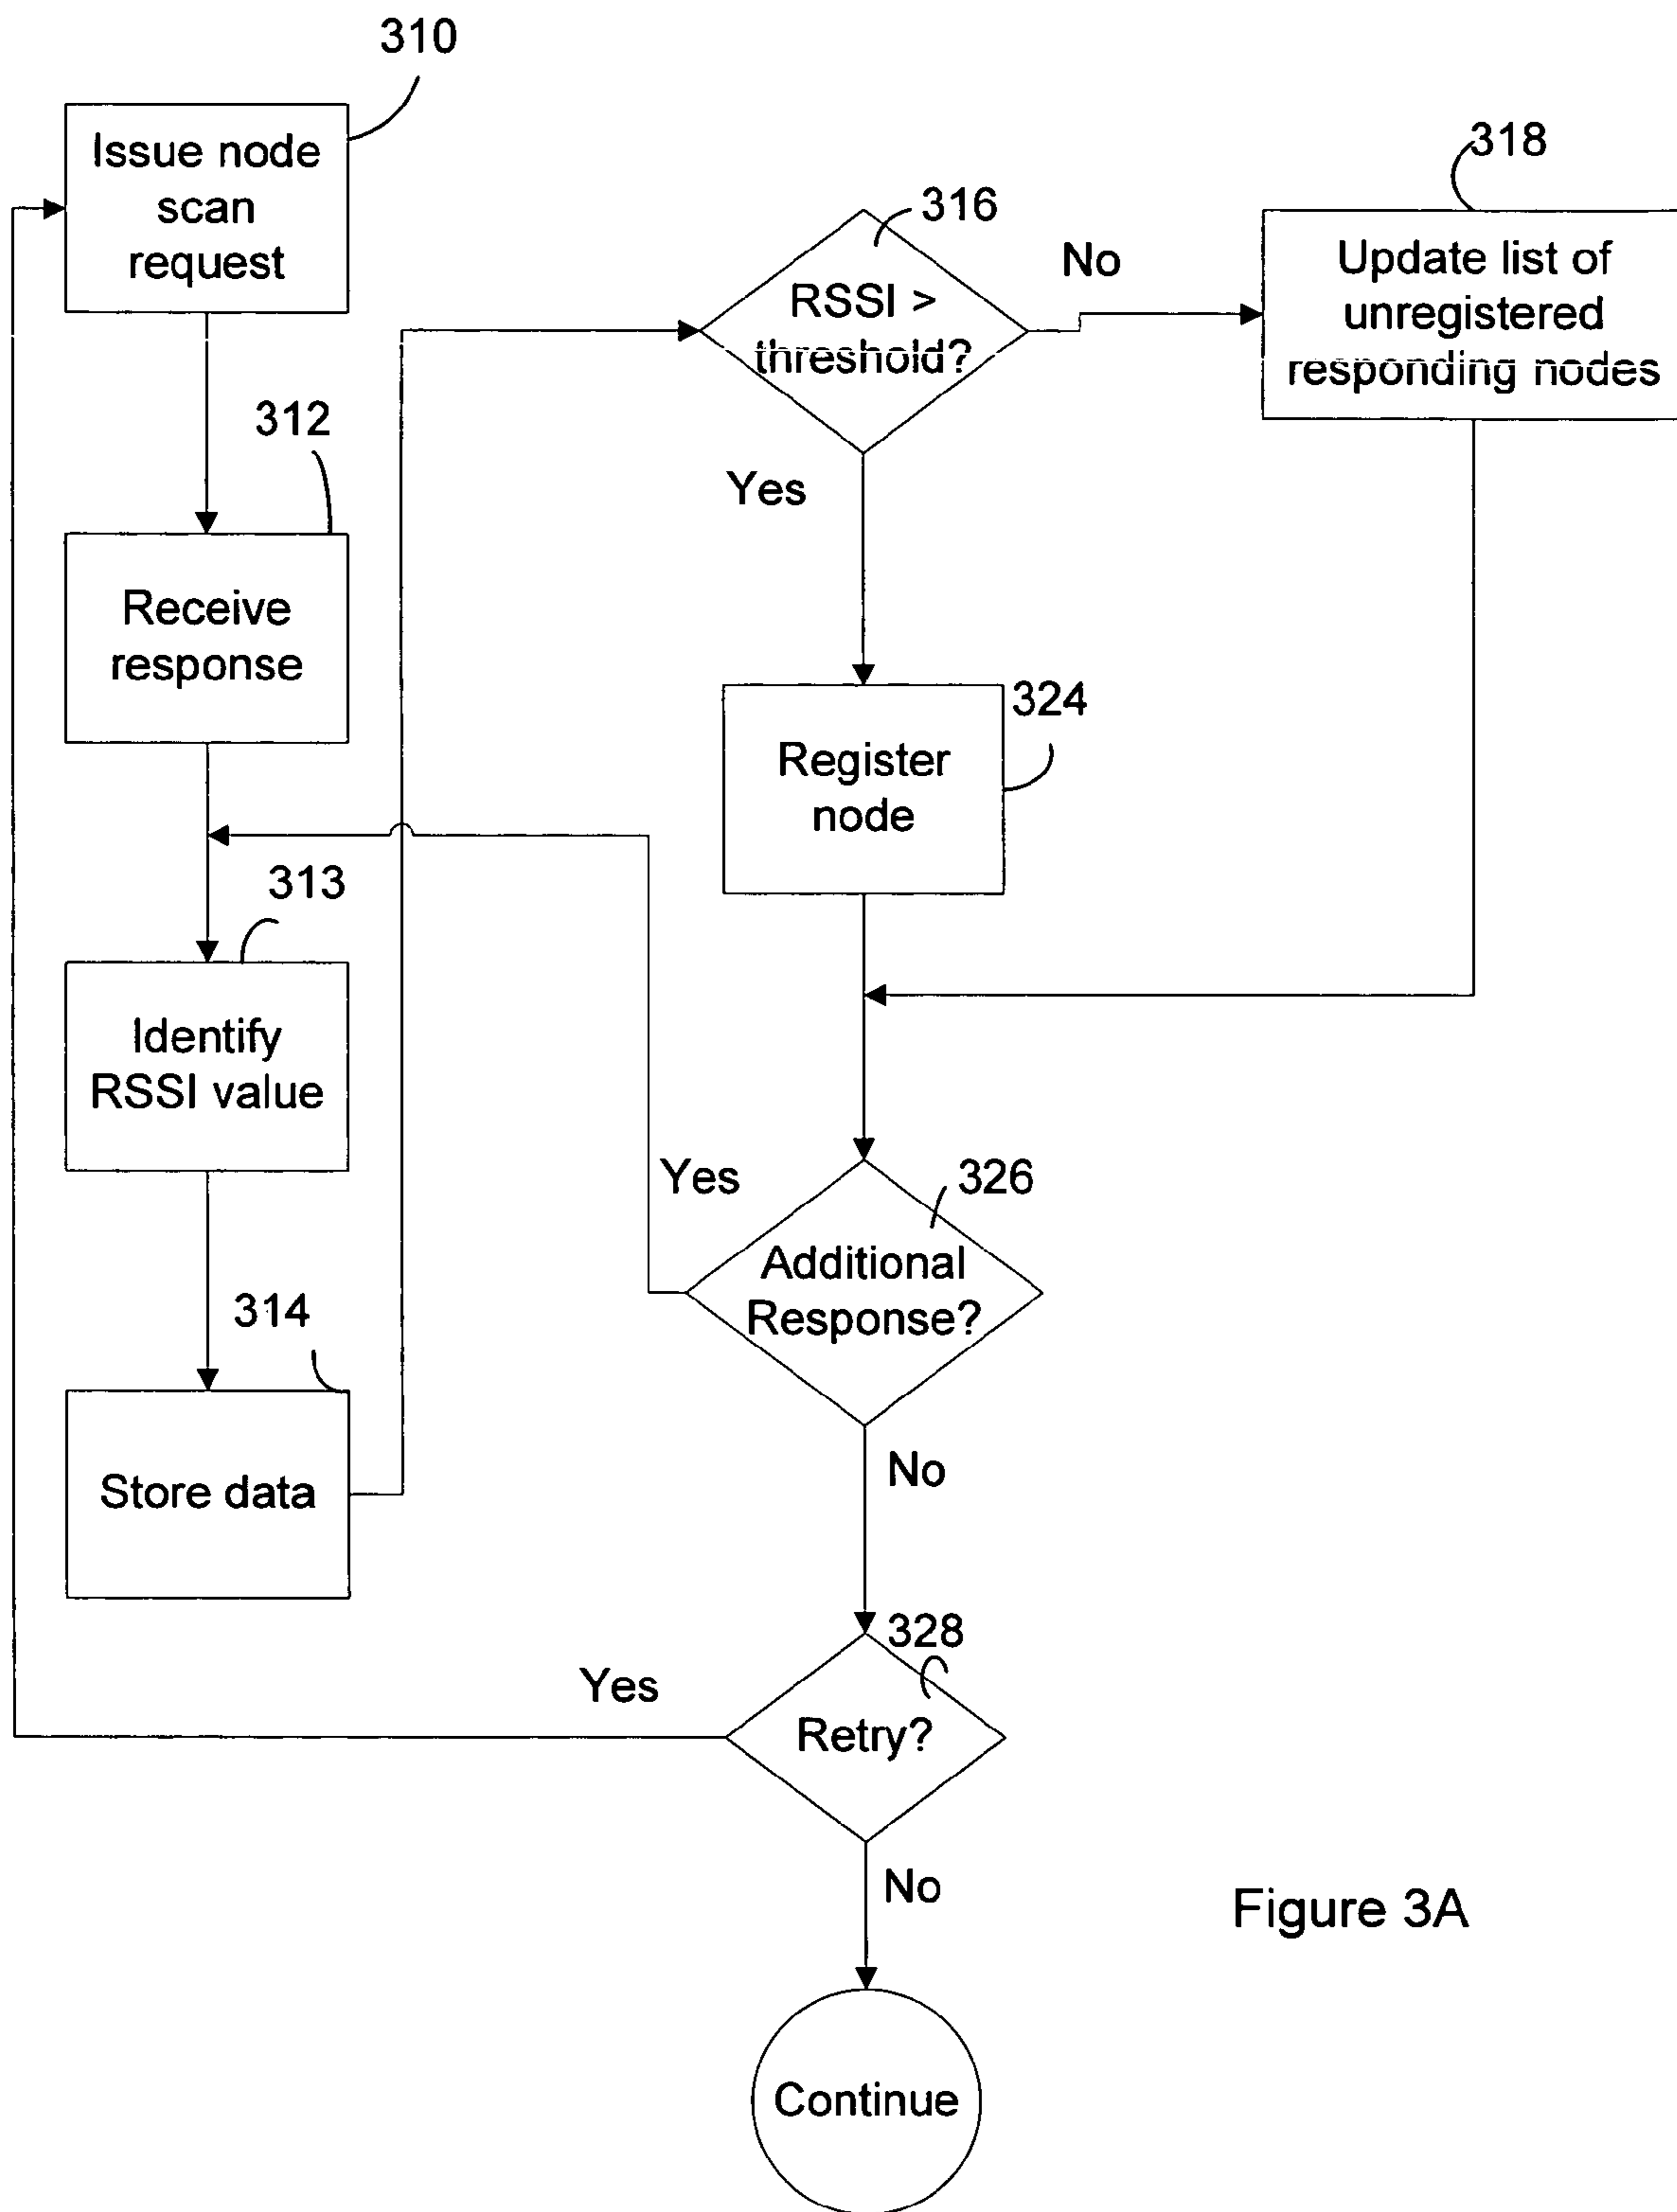 310
Issue node
scan
request
312
Receive
response
313
Identify
RSSI value
314
Store data
316
RSSI >
threshold?
No
Yes
318
Update list of
unregistered
responding nodes
324
Register
node
326
Additional
Response?
Yes
No
328
Retry?
Yes
No
Continue
Figure 3A